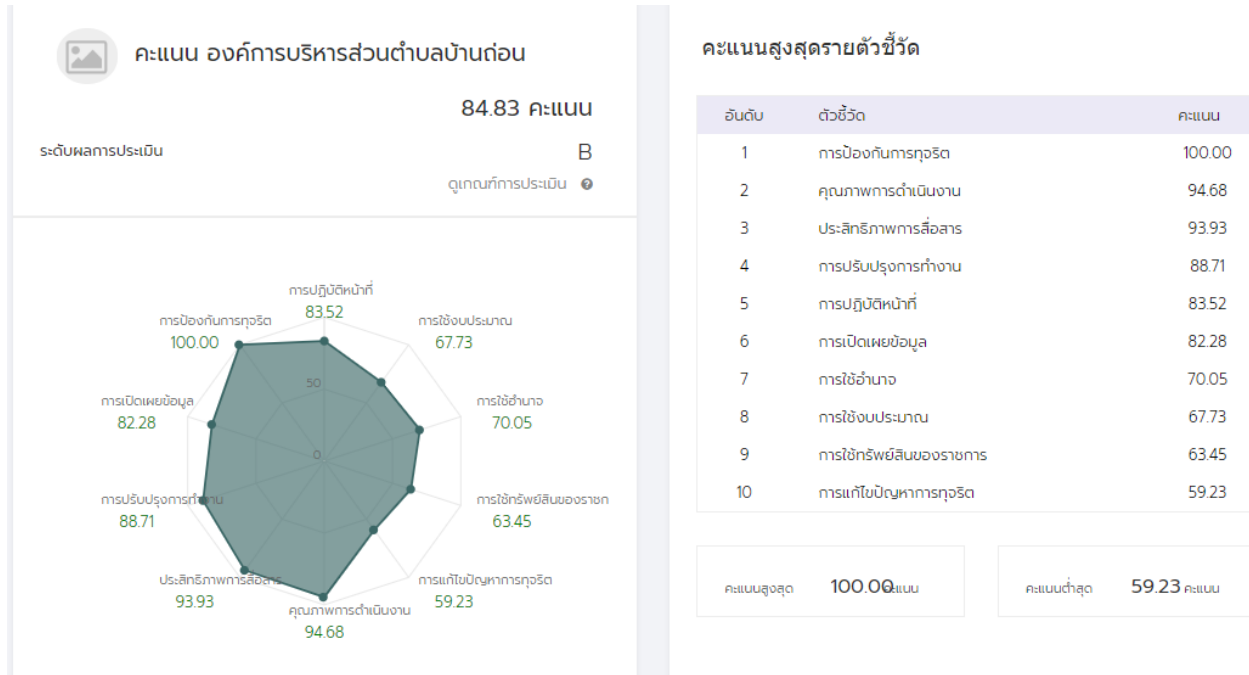 คะแนน องค์การบริหารส่วนตำบลบ้านถ่อน
84.83 คะแนน
ระดับผลการประเมิน B
ดูเกณฑ์การประเมิน ?
การปฏิบัติหน้าที่
83.52
การป้องกันการทุจริต
100.00
การใช้งบประมาณ
67.73
50
การเปิดเผยข้อมูล
82.28
การใช้อำนาจ
70.05
0
การปรับปรุงการทำงาน
88.71
การใช้ทรัพย์สินของราชก
63.45
ประสิทธิภาพการสื่อสาร
93.93
การแก้ไขปัญหาการทุจริต
59.23
คุณภาพการดำเนินงาน
94.68
คะแนนสูงสุดรายตัวชี้วัด
อันดับ ตัวชี้วัด คะแนน
1 การป้องกันการทุจริต 100.00
2 คุณภาพการดำเนินงาน 94.68
3 ประสิทธิภาพการสื่อสาร 93.93
4 การปรับปรุงการทำงาน 88.71
5 การปฏิบัติหน้าที่ 83.52
6 การเปิดเผยข้อมูล 82.28
7 การใช้อำนาจ 70.05
8 การใช้งบประมาณ 67.73
9 การใช้ทรัพย์สินของราชการ 63.45
10 การแก้ไขปัญหาการทุจริต 59.23
คะแนนสูงสุด 100.00 คะแนน
คะแนนต่ำสุด 59.23 คะแนน